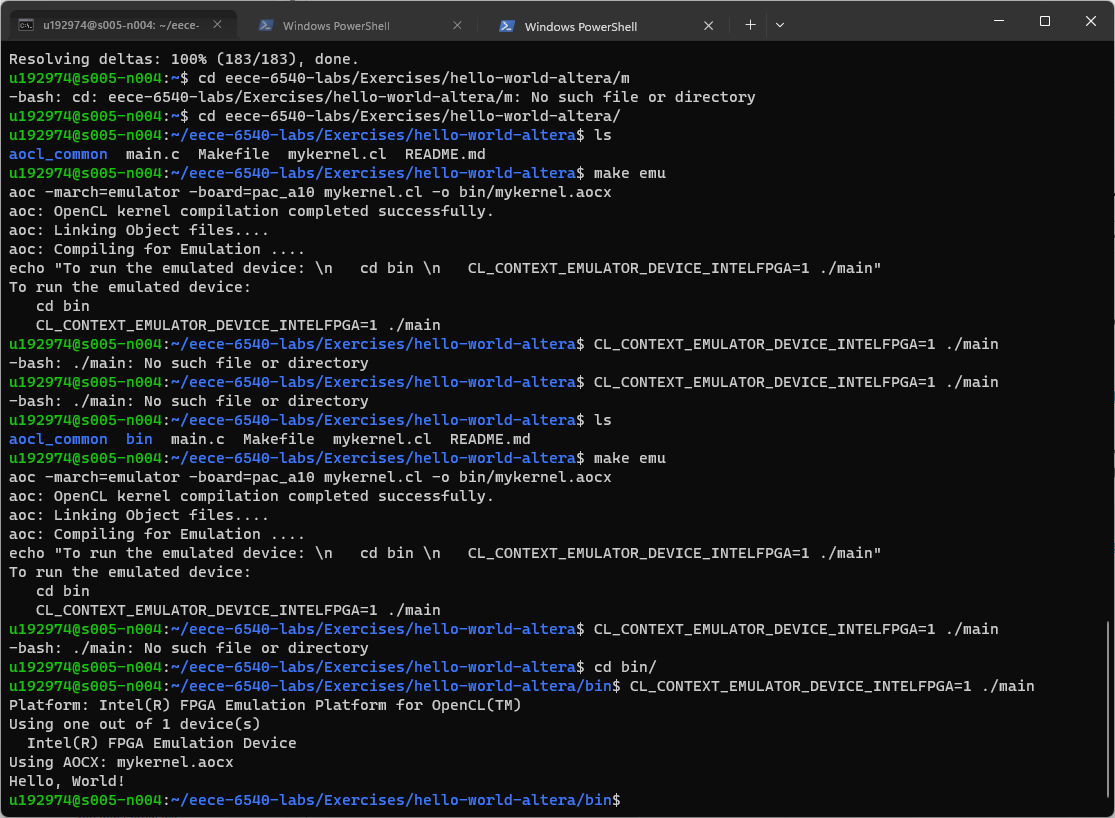 u192974@s005-n004: ~/eece-
Windows PowerShell
Windows PowerShell
Resolving deltas: 100% (183/183), done.
u192974@s005-n004:~$ cd eece-6540-labs/Exercises/hello-world-altera/m
-bash: cd: eece-6540-labs/Exercises/hello-world-altera/m: No such file or directory
u192974@s005-n004:~$ cd eece-6540-labs/Exercises/hello-world-altera/
u192974@s005-n004:~/eece-6540-labs/Exercises/hello-world-altera$ ls
aocl_common  main.c  Makefile  mykernel.cl  README.md
u192974@s005-n004:~/eece-6540-labs/Exercises/hello-world-altera$ make emu
aoc -march=emulator -board=pac_a10 mykernel.cl -o bin/mykernel.aocx
aoc: OpenCL kernel compilation completed successfully.
aoc: Linking Object files....
aoc: Compiling for Emulation ....
echo "To run the emulated device: \n   cd bin \n   CL_CONTEXT_EMULATOR_DEVICE_INTELFPGA=1 ./main"
To run the emulated device:
   cd bin
   CL_CONTEXT_EMULATOR_DEVICE_INTELFPGA=1 ./main
u192974@s005-n004:~/eece-6540-labs/Exercises/hello-world-altera$ CL_CONTEXT_EMULATOR_DEVICE_INTELFPGA=1 ./main
-bash: ./main: No such file or directory
u192974@s005-n004:~/eece-6540-labs/Exercises/hello-world-altera$ CL_CONTEXT_EMULATOR_DEVICE_INTELFPGA=1 ./main
-bash: ./main: No such file or directory
u192974@s005-n004:~/eece-6540-labs/Exercises/hello-world-altera$ ls
aocl_common  bin  main.c  Makefile  mykernel.cl  README.md
u192974@s005-n004:~/eece-6540-labs/Exercises/hello-world-altera$ make emu
aoc -march=emulator -board=pac_a10 mykernel.cl -o bin/mykernel.aocx
aoc: OpenCL kernel compilation completed successfully.
aoc: Linking Object files....
aoc: Compiling for Emulation ....
echo "To run the emulated device: \n   cd bin \n   CL_CONTEXT_EMULATOR_DEVICE_INTELFPGA=1 ./main"
To run the emulated device:
   cd bin
   CL_CONTEXT_EMULATOR_DEVICE_INTELFPGA=1 ./main
u192974@s005-n004:~/eece-6540-labs/Exercises/hello-world-altera$ CL_CONTEXT_EMULATOR_DEVICE_INTELFPGA=1 ./main
-bash: ./main: No such file or directory
u192974@s005-n004:~/eece-6540-labs/Exercises/hello-world-altera$ cd bin/
u192974@s005-n004:~/eece-6540-labs/Exercises/hello-world-altera/bin$ CL_CONTEXT_EMULATOR_DEVICE_INTELFPGA=1 ./main
Platform: Intel(R) FPGA Emulation Platform for OpenCL(TM)
Using one out of 1 device(s)
  Intel(R) FPGA Emulation Device
Using AOCX: mykernel.aocx
Hello, World!
u192974@s005-n004:~/eece-6540-labs/Exercises/hello-world-altera/bin$